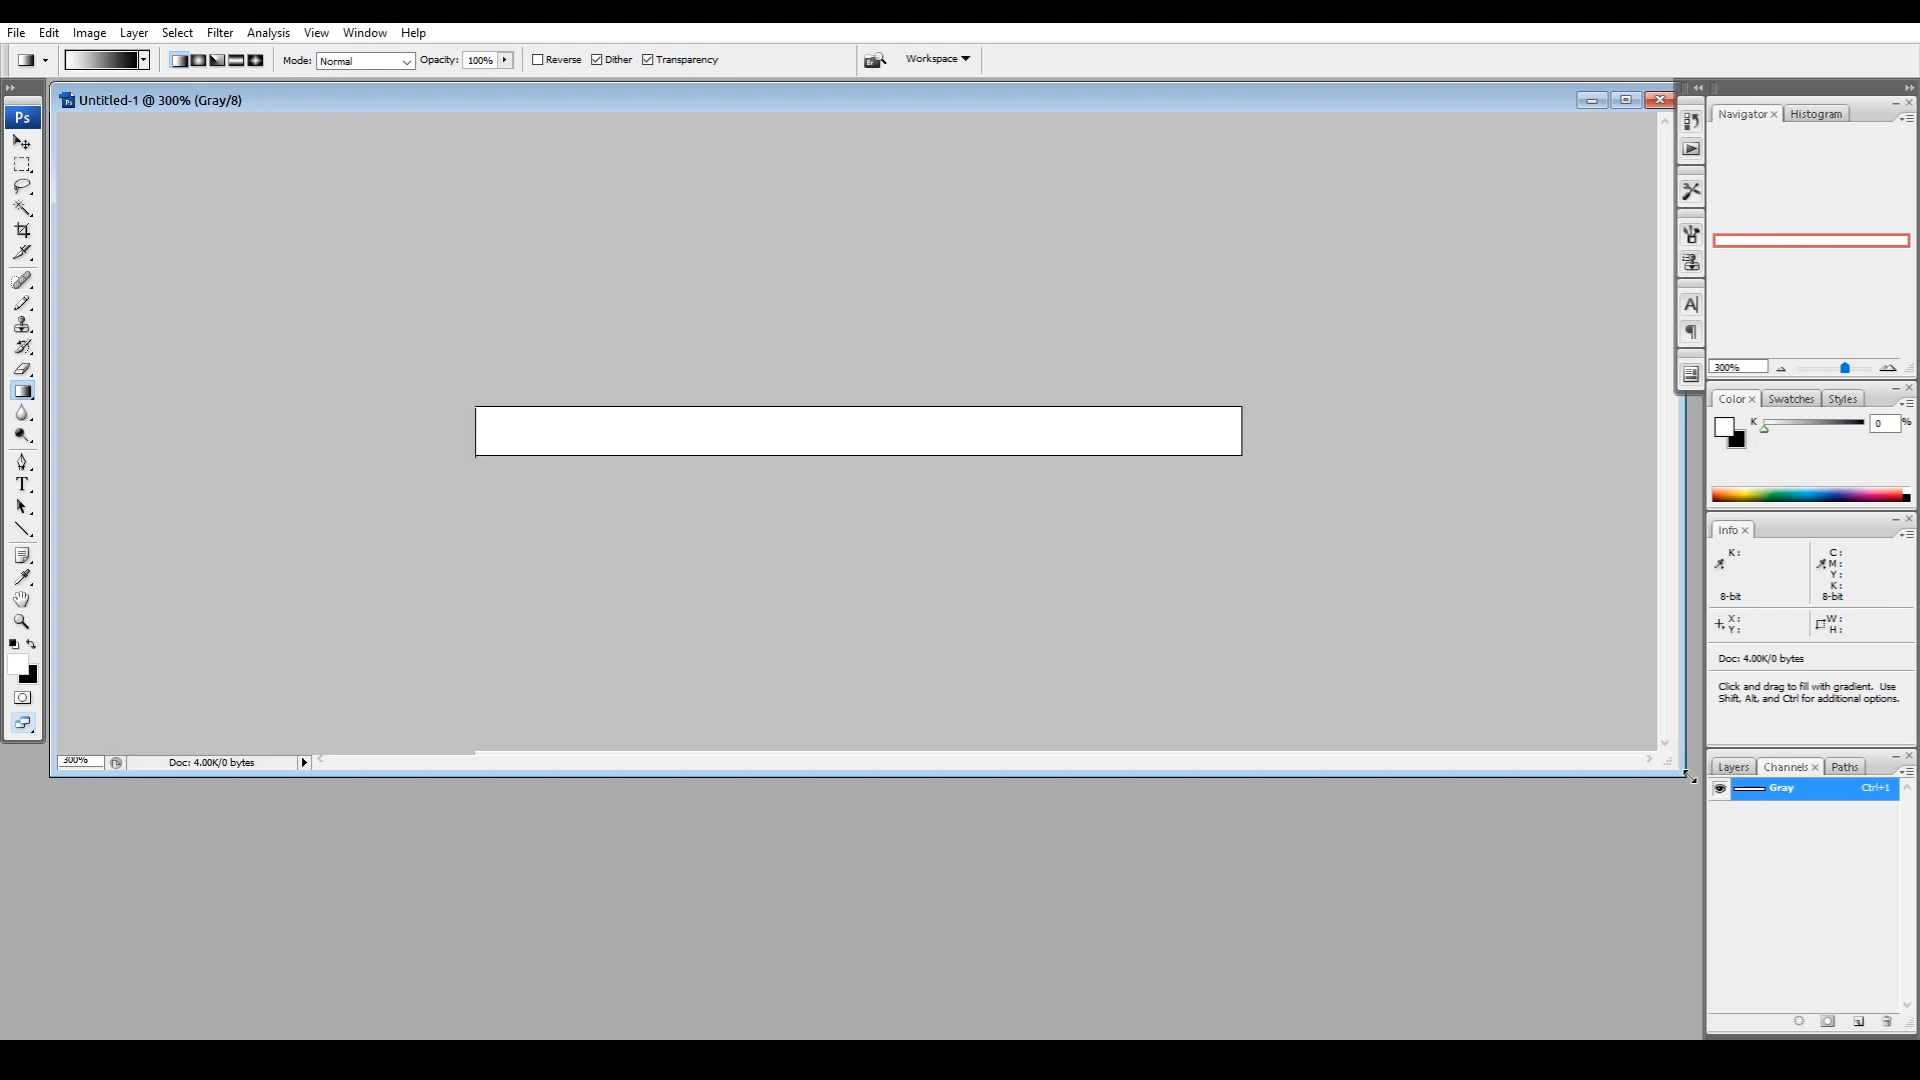 File Edit Image Layer Select Filter Analysis View Window Help
Mode: Normal Opacity: 100% Reverse Dither Transparency Workspace
Untitled-1 @ 300% (Gray/8)
Ps
Navigator Histogram
300%
Color Swatches Styles
K 0 %
Info
K: C:
M:
Y:
K:
8-bit 8-bit
X: W:
Y: H:
Doc: 4.00K/0 bytes
Click and drag to fill with gradient. Use
Shift, Alt, and Ctrl for additional options.
300% Doc: 4.00K/0 bytes
Layers Channels Paths
Gray Ctrl+1